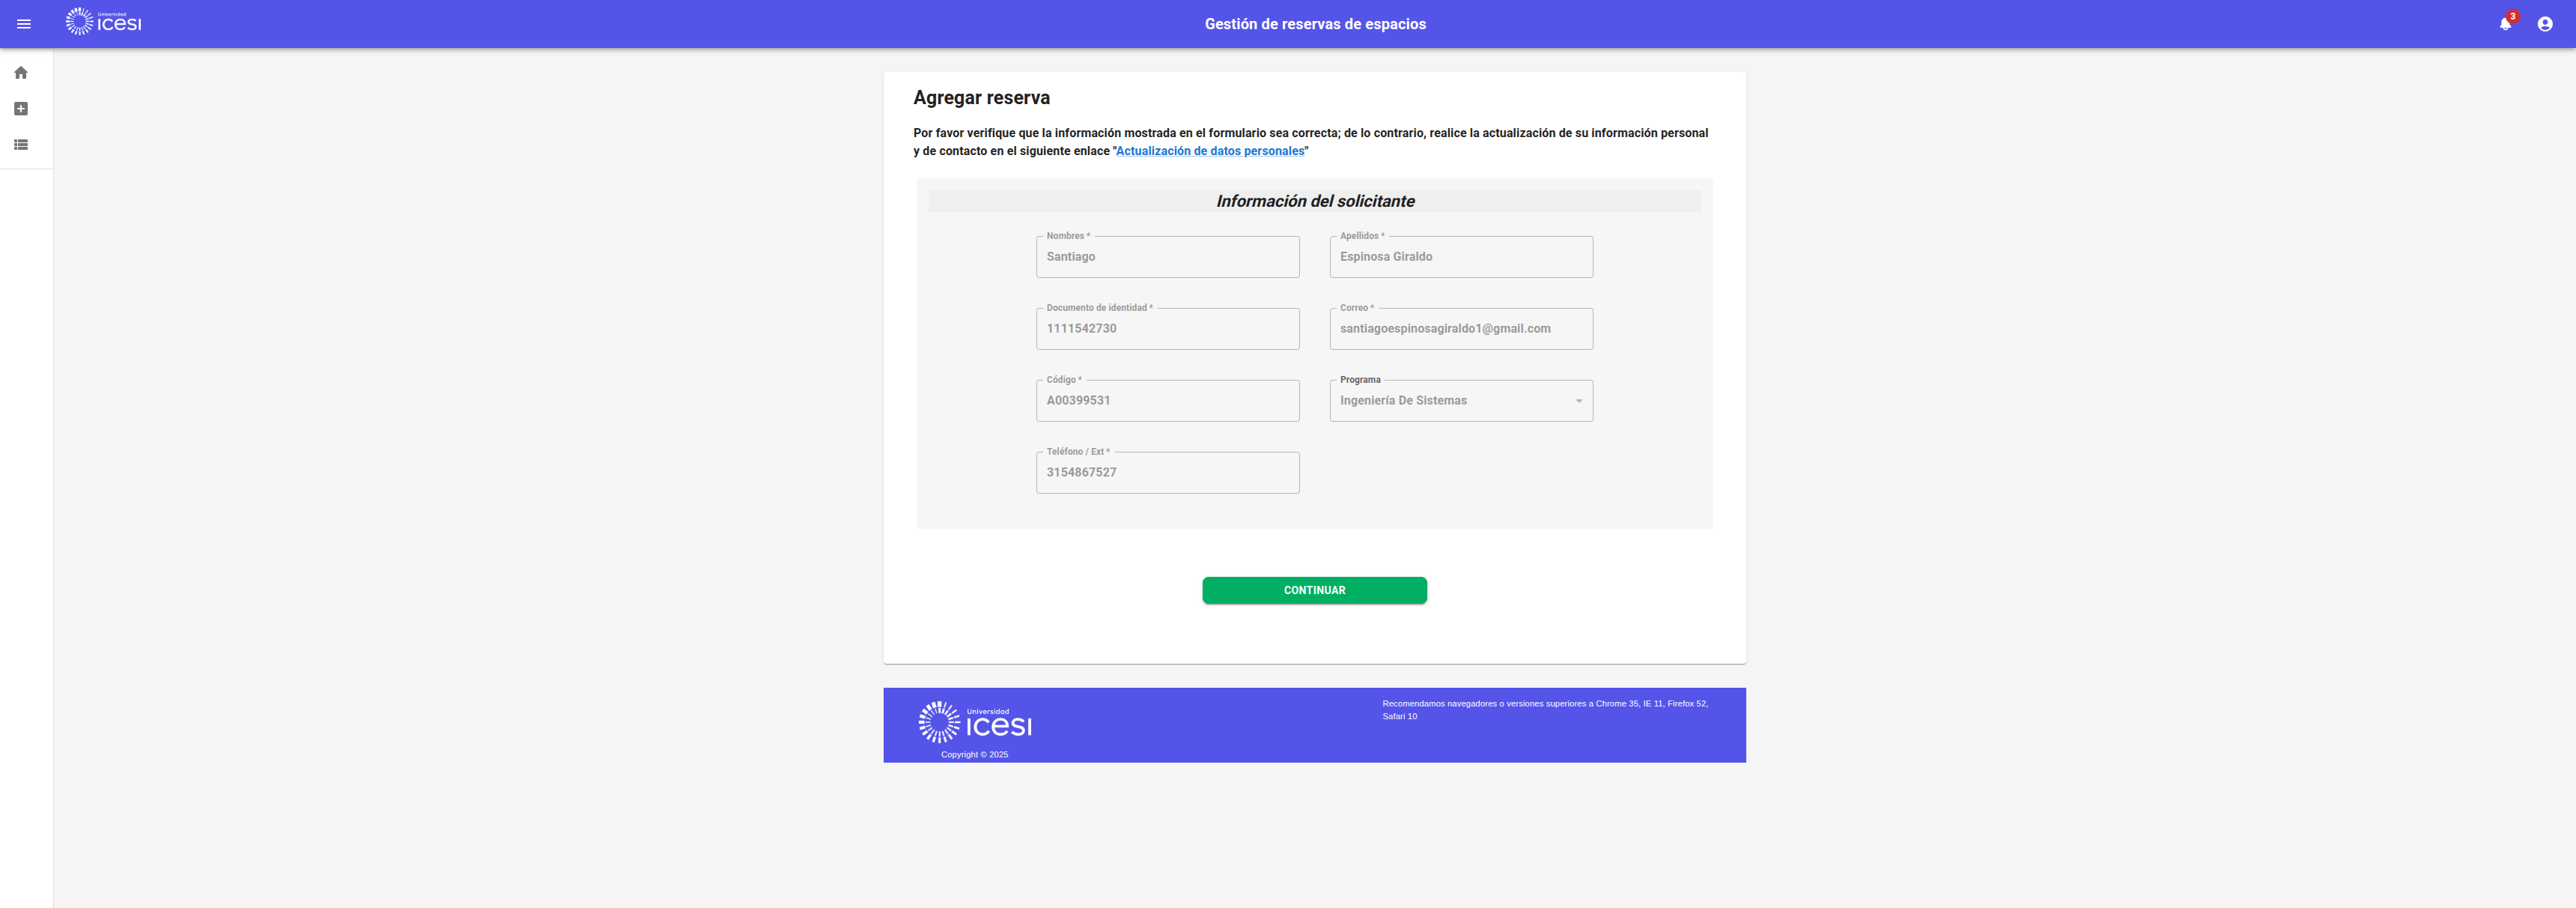 Universidad
icesi
Gestión de reservas de espacios
3
Agregar reserva
Por favor verifique que la información mostrada en el formulario sea correcta; de lo contrario, realice la actualización de su información personal
y de contacto en el siguiente enlace "Actualización de datos personales"
Información del solicitante
Nombres *
Santiago
Apellidos *
Espinosa Giraldo
Documento de identidad *
1111542730
Correo *
santiagoespinosagiraldo1@gmail.com
Código *
A00399531
Programa
Ingeniería De Sistemas
Teléfono / Ext *
3154867527
CONTINUAR
Universidad
icesi
Copyright © 2025
Recomendamos navegadores o versiones superiores a Chrome 35, IE 11, Firefox 52,
Safari 10